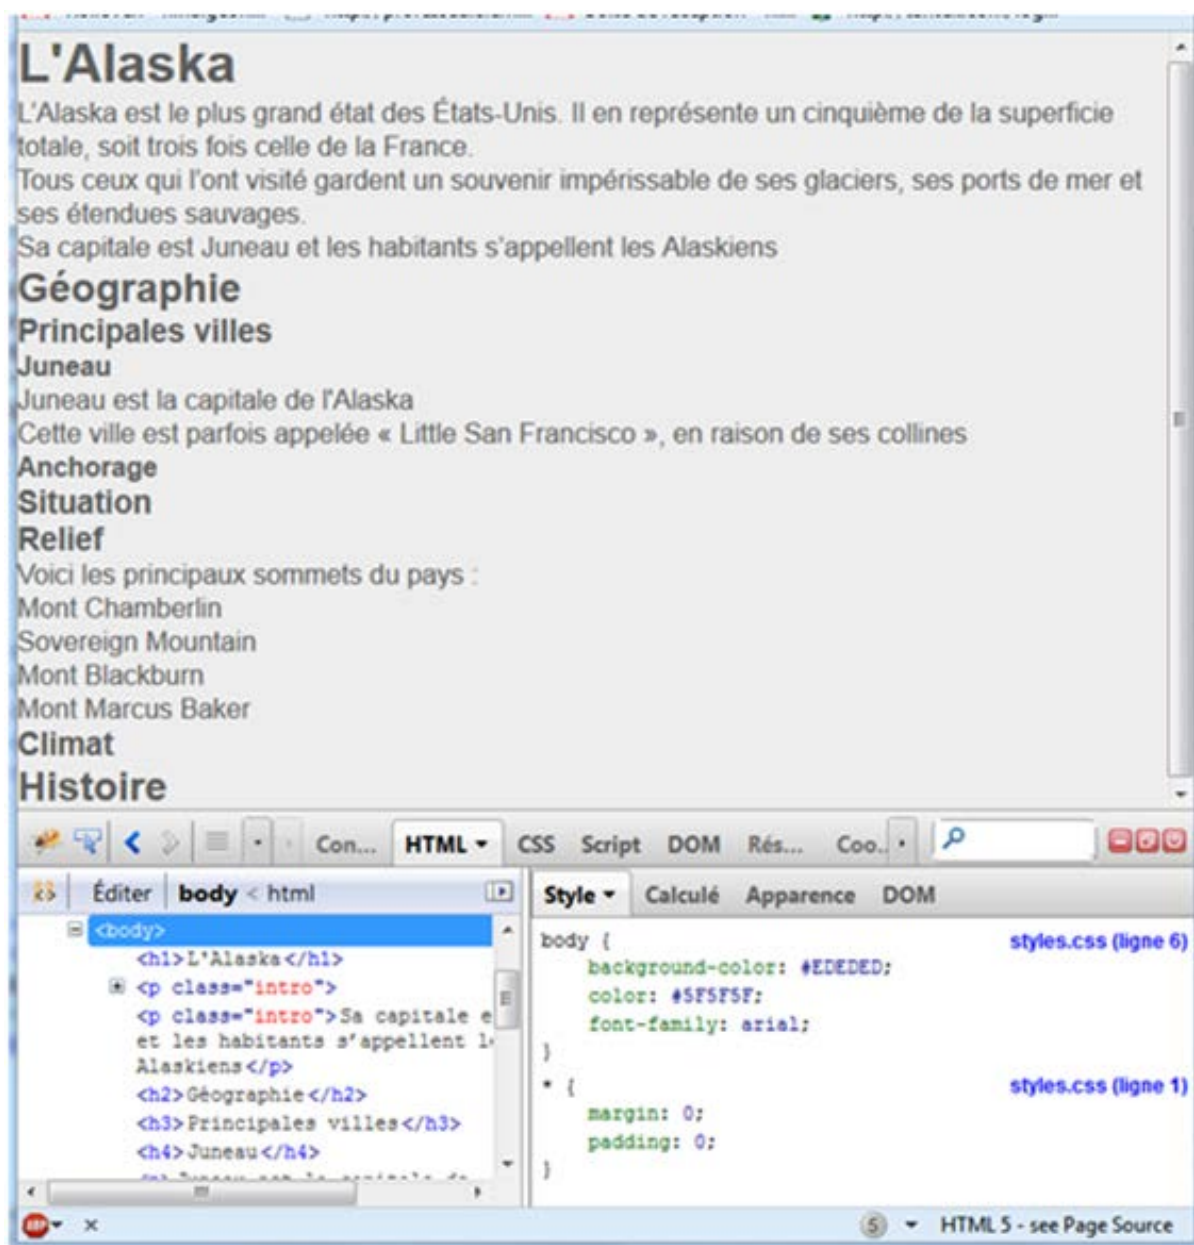 L'Alaska
L'Alaska est le plus grand état des États-Unis. Il en représente un cinquième de la superficie
totale, soit trois fois celle de la France.
Tous ceux qui l'ont visité gardent un souvenir impérissable de ses glaciers, ses ports de mer et
ses étendues sauvages.
Sa capitale est Juneau et les habitants s'appellent les Alaskiens
Géographie
Principales villes
Juneau
Juneau est la capitale de l'Alaska
Cette ville est parfois appelée « Little San Francisco », en raison de ses collines
Anchorage
Situation
Relief
Voici les principaux sommets du pays :
Mont Chamberlin
Sovereign Mountain
Mont Blackburn
Mont Marcus Baker
Climat
Histoire
Con... HTML CSS Script DOM Rés... Coo...
Éditer body < html
<body>
<h1>L'Alaska</h1>
<p class="intro">
<p class="intro">Sa capitale e
et les habitants s'appellent l
Alaskiens</p>
<h2>Géographie</h2>
<h3>Principales villes</h3>
<h4>Juneau</h4>
Style Calculé Apparence DOM
body { styles.css (ligne 6)
background-color: #EDEDED;
color: #5F5F5F;
font-family: arial;
}
* { styles.css (ligne 1)
margin: 0;
padding: 0;
}
ABP × 5 HTML 5 - see Page Source